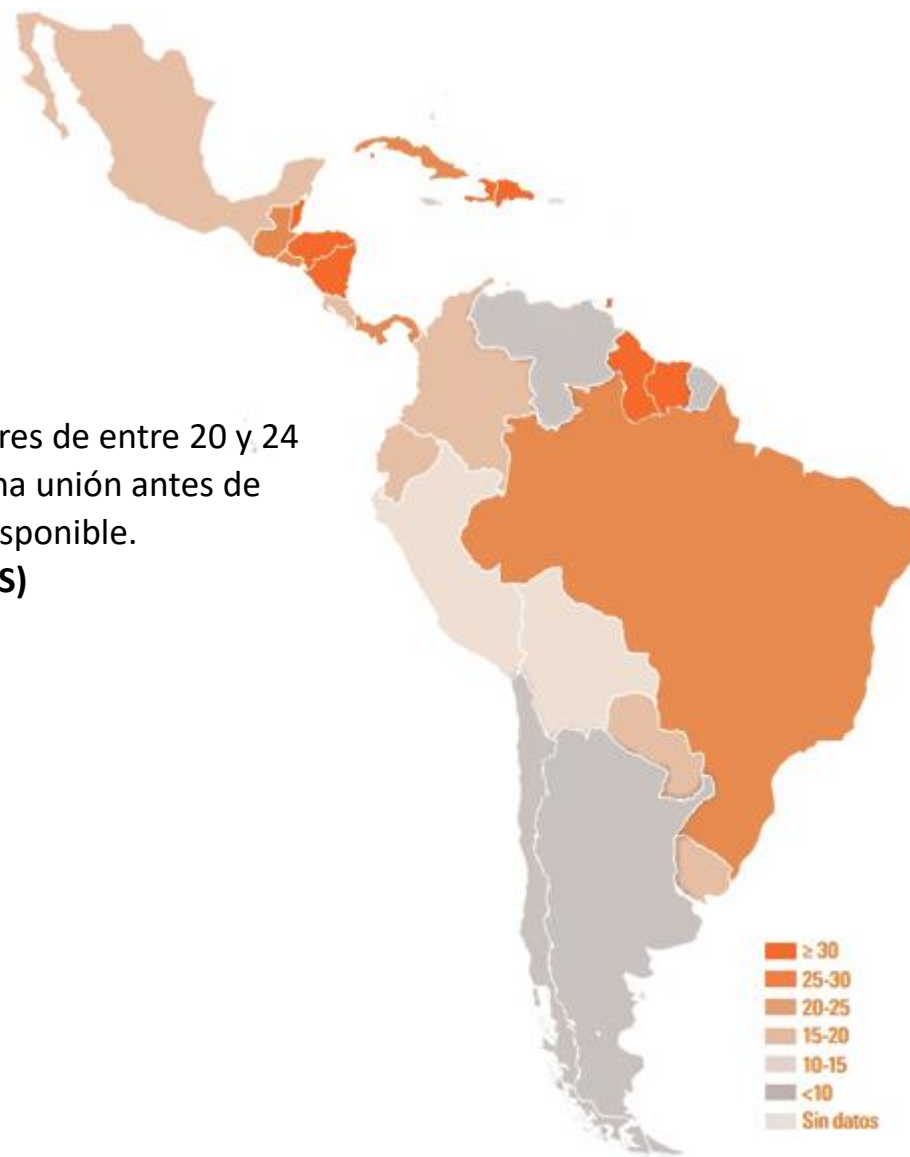 res de entre 20 y 24
na unión antes de
isponible.
S)
≥ 30
25-30
20-25
15-20
10-15
<10
Sin datos